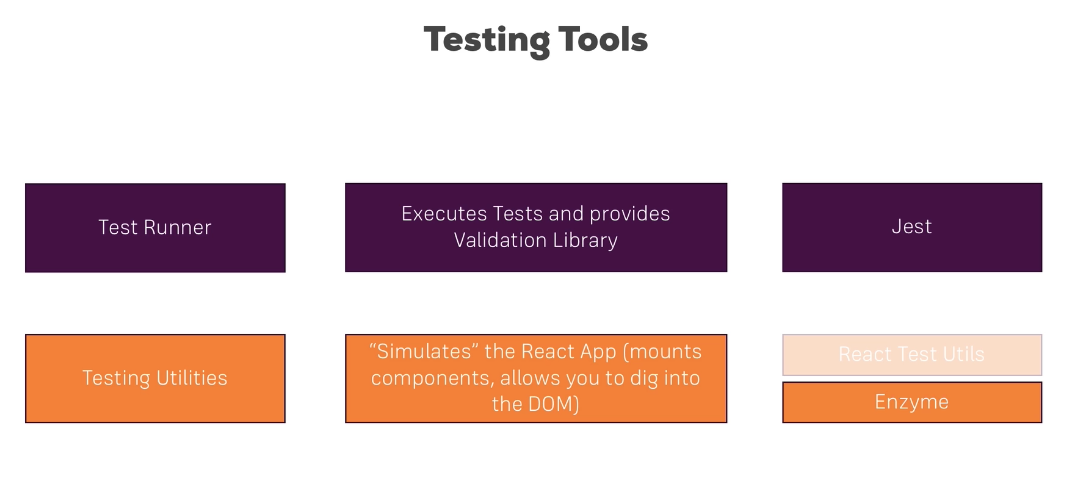 Testing Tools
Test Runner
Executes Tests and provides
Validation Library
Jest
Testing Utilities
“Simulates” the React App (mounts
components, allows you to dig into
the DOM)
React Test Utils
Enzyme